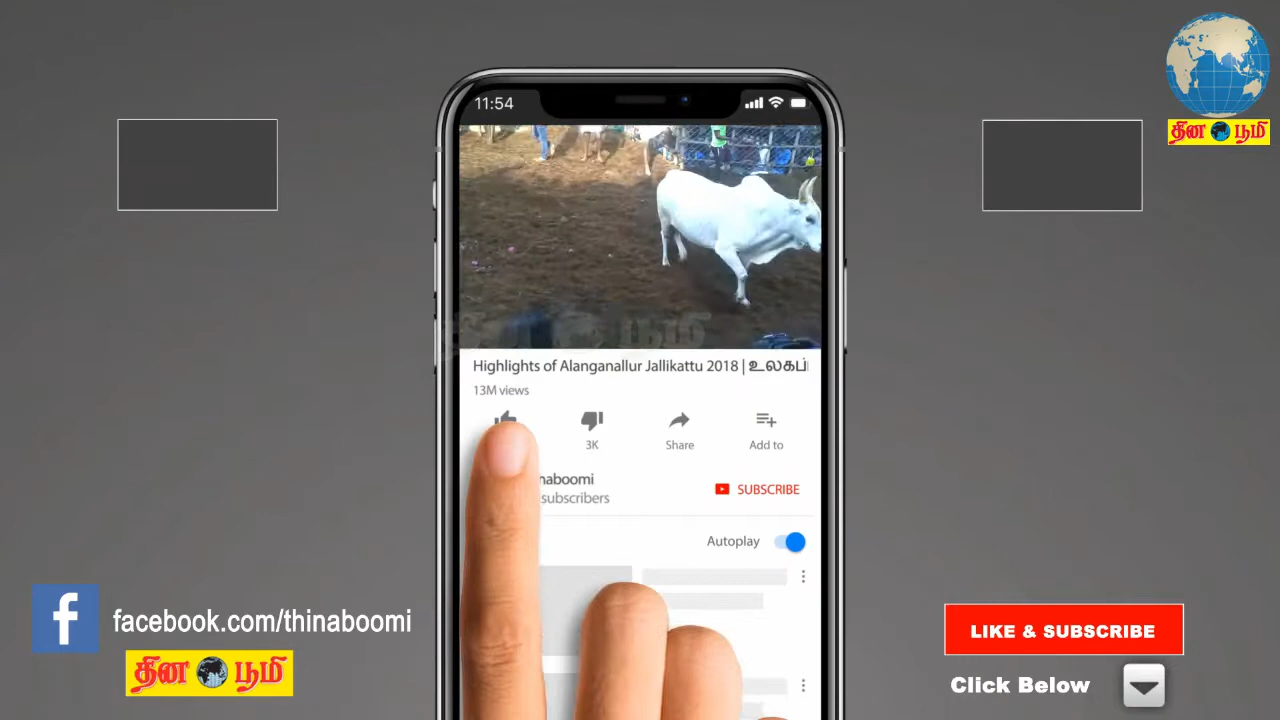 தின பூமி
11:54
Highlights of Alanganallur Jallikattu 2018 | உலகப்
13M views
3K
Share
Add to
naboomi
subscribers
SUBSCRIBE
Autoplay
facebook.com/thinaboomi
தின பூமி
LIKE & SUBSCRIBE
Click Below